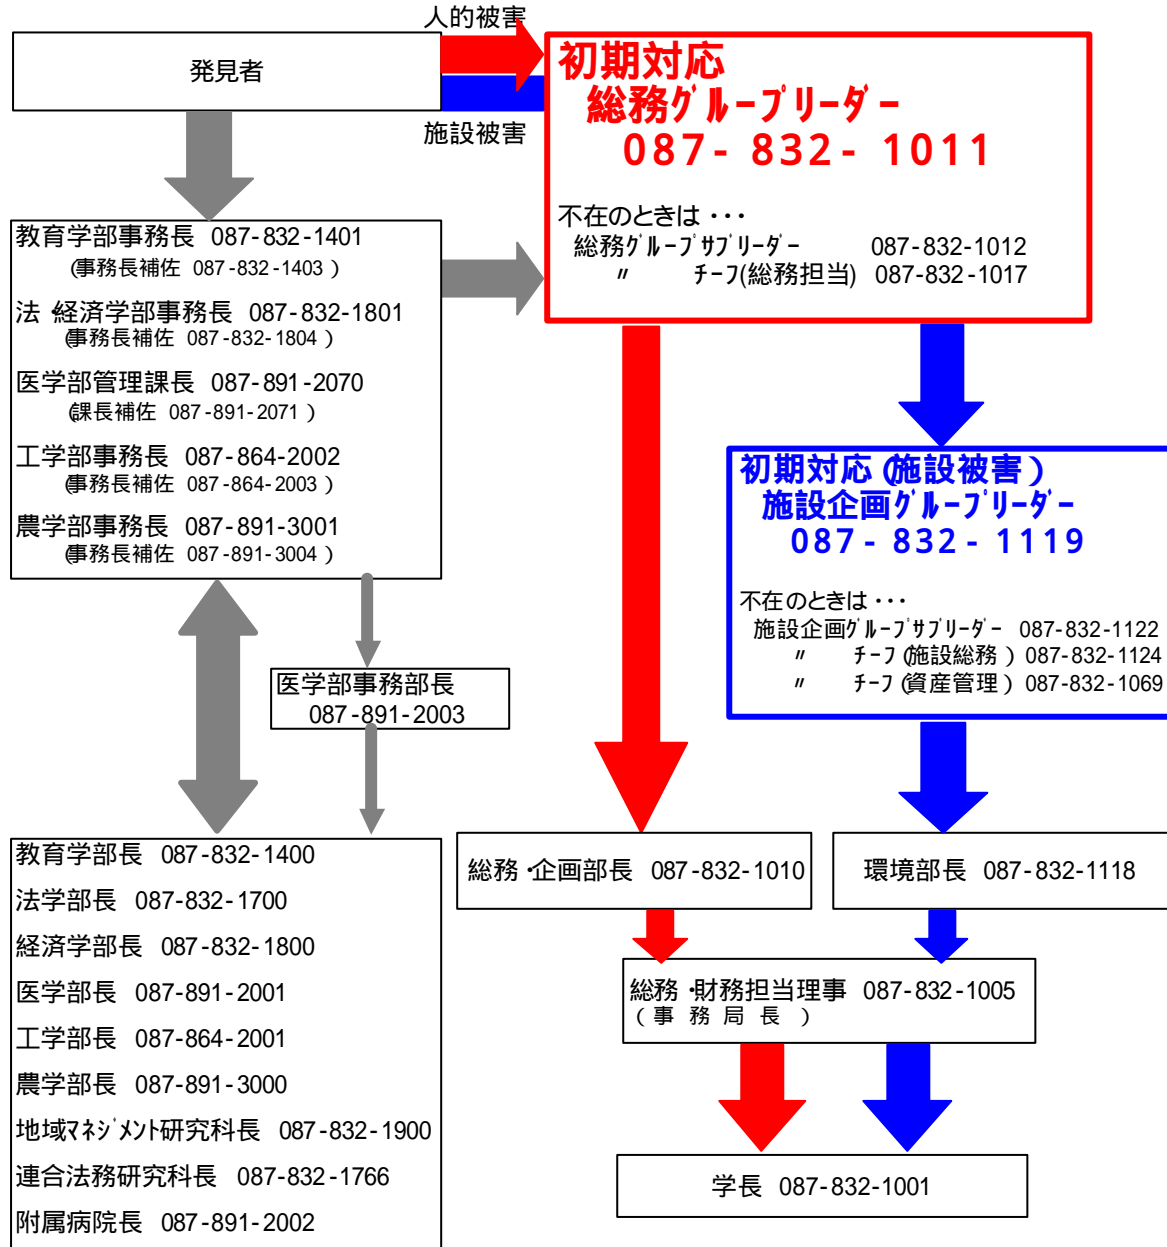 人的被害
発見者
施設被害
初期対応
総務グループリーダー
087-832-1011
不在のときは・・・
総務グループサブリーダー 087-832-1012
〃 チーフ(総務担当) 087-832-1017
教育学部事務長 087-832-1401
(事務長補佐 087-832-1403)
法・経済学部事務長 087-832-1801
(事務長補佐 087-832-1804)
医学部管理課長 087-891-2070
(課長補佐 087-891-2071)
工学部事務長 087-864-2002
(事務長補佐 087-864-2003)
農学部事務長 087-891-3001
(事務長補佐 087-891-3004)
初期対応(施設被害)
施設企画グループリーダー
087-832-1119
不在のときは・・・
施設企画グループサブリーダー 087-832-1122
〃 チーフ(施設総務) 087-832-1124
〃 チーフ(資産管理) 087-832-1069
医学部事務部長
087-891-2003
教育学部長 087-832-1400
法学部長 087-832-1700
経済学部長 087-832-1800
医学部長 087-891-2001
工学部長 087-864-2001
農学部長 087-891-3000
地域マネジメント研究科長 087-832-1900
連合法務研究科長 087-832-1766
附属病院長 087-891-2002
総務・企画部長 087-832-1010
環境部長 087-832-1118
総務・財務担当理事 087-832-1005
(事務局長)
学長 087-832-1001